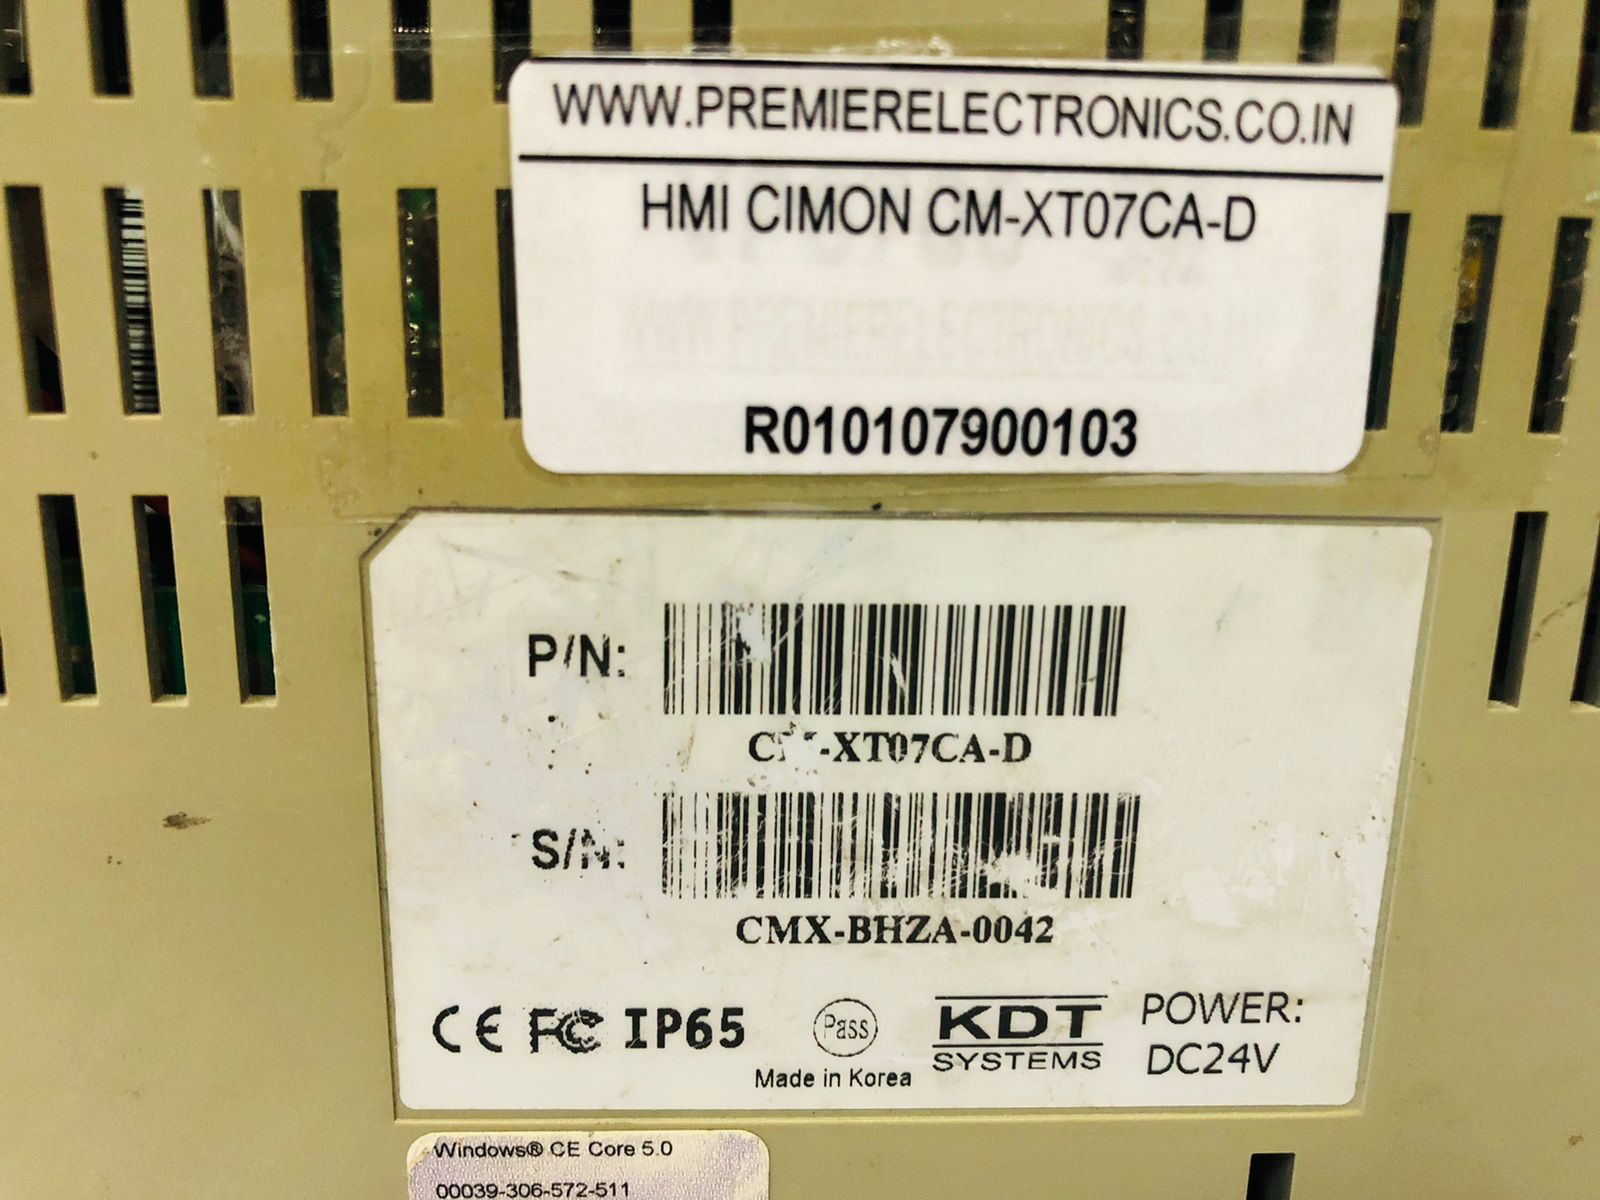 WWW.PREMIERELECTRONICS.CO.IN
HMI CIMON CM-XT07CA-D
R010107900103
P/N:
CM-XT07CA-D
S/N:
CMX-BHZA-0042
CE FC IP65
Pass
Made in Korea
KDT
SYSTEMS
POWER:
DC24V
Windows® CE Core 5.0
00039-306-572-511